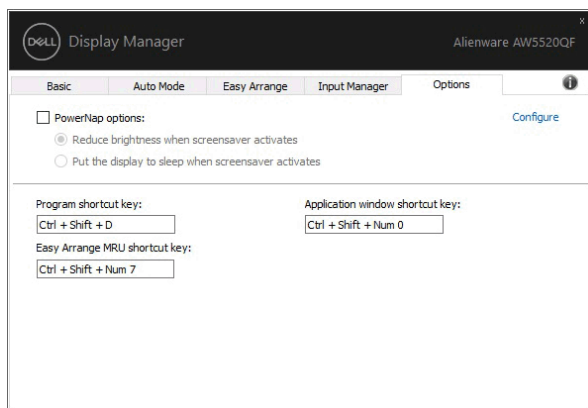 DELL Display Manager
Alienware AW5520QF
x
Basic
Auto Mode
Easy Arrange
Input Manager
Options
i
PowerNap options:
Configure
Reduce brightness when screensaver activates
Put the display to sleep when screensaver activates
Program shortcut key:
Application window shortcut key:
Ctrl + Shift + D
Ctrl + Shift + Num 0
Easy Arrange MRU shortcut key:
Ctrl + Shift + Num 7